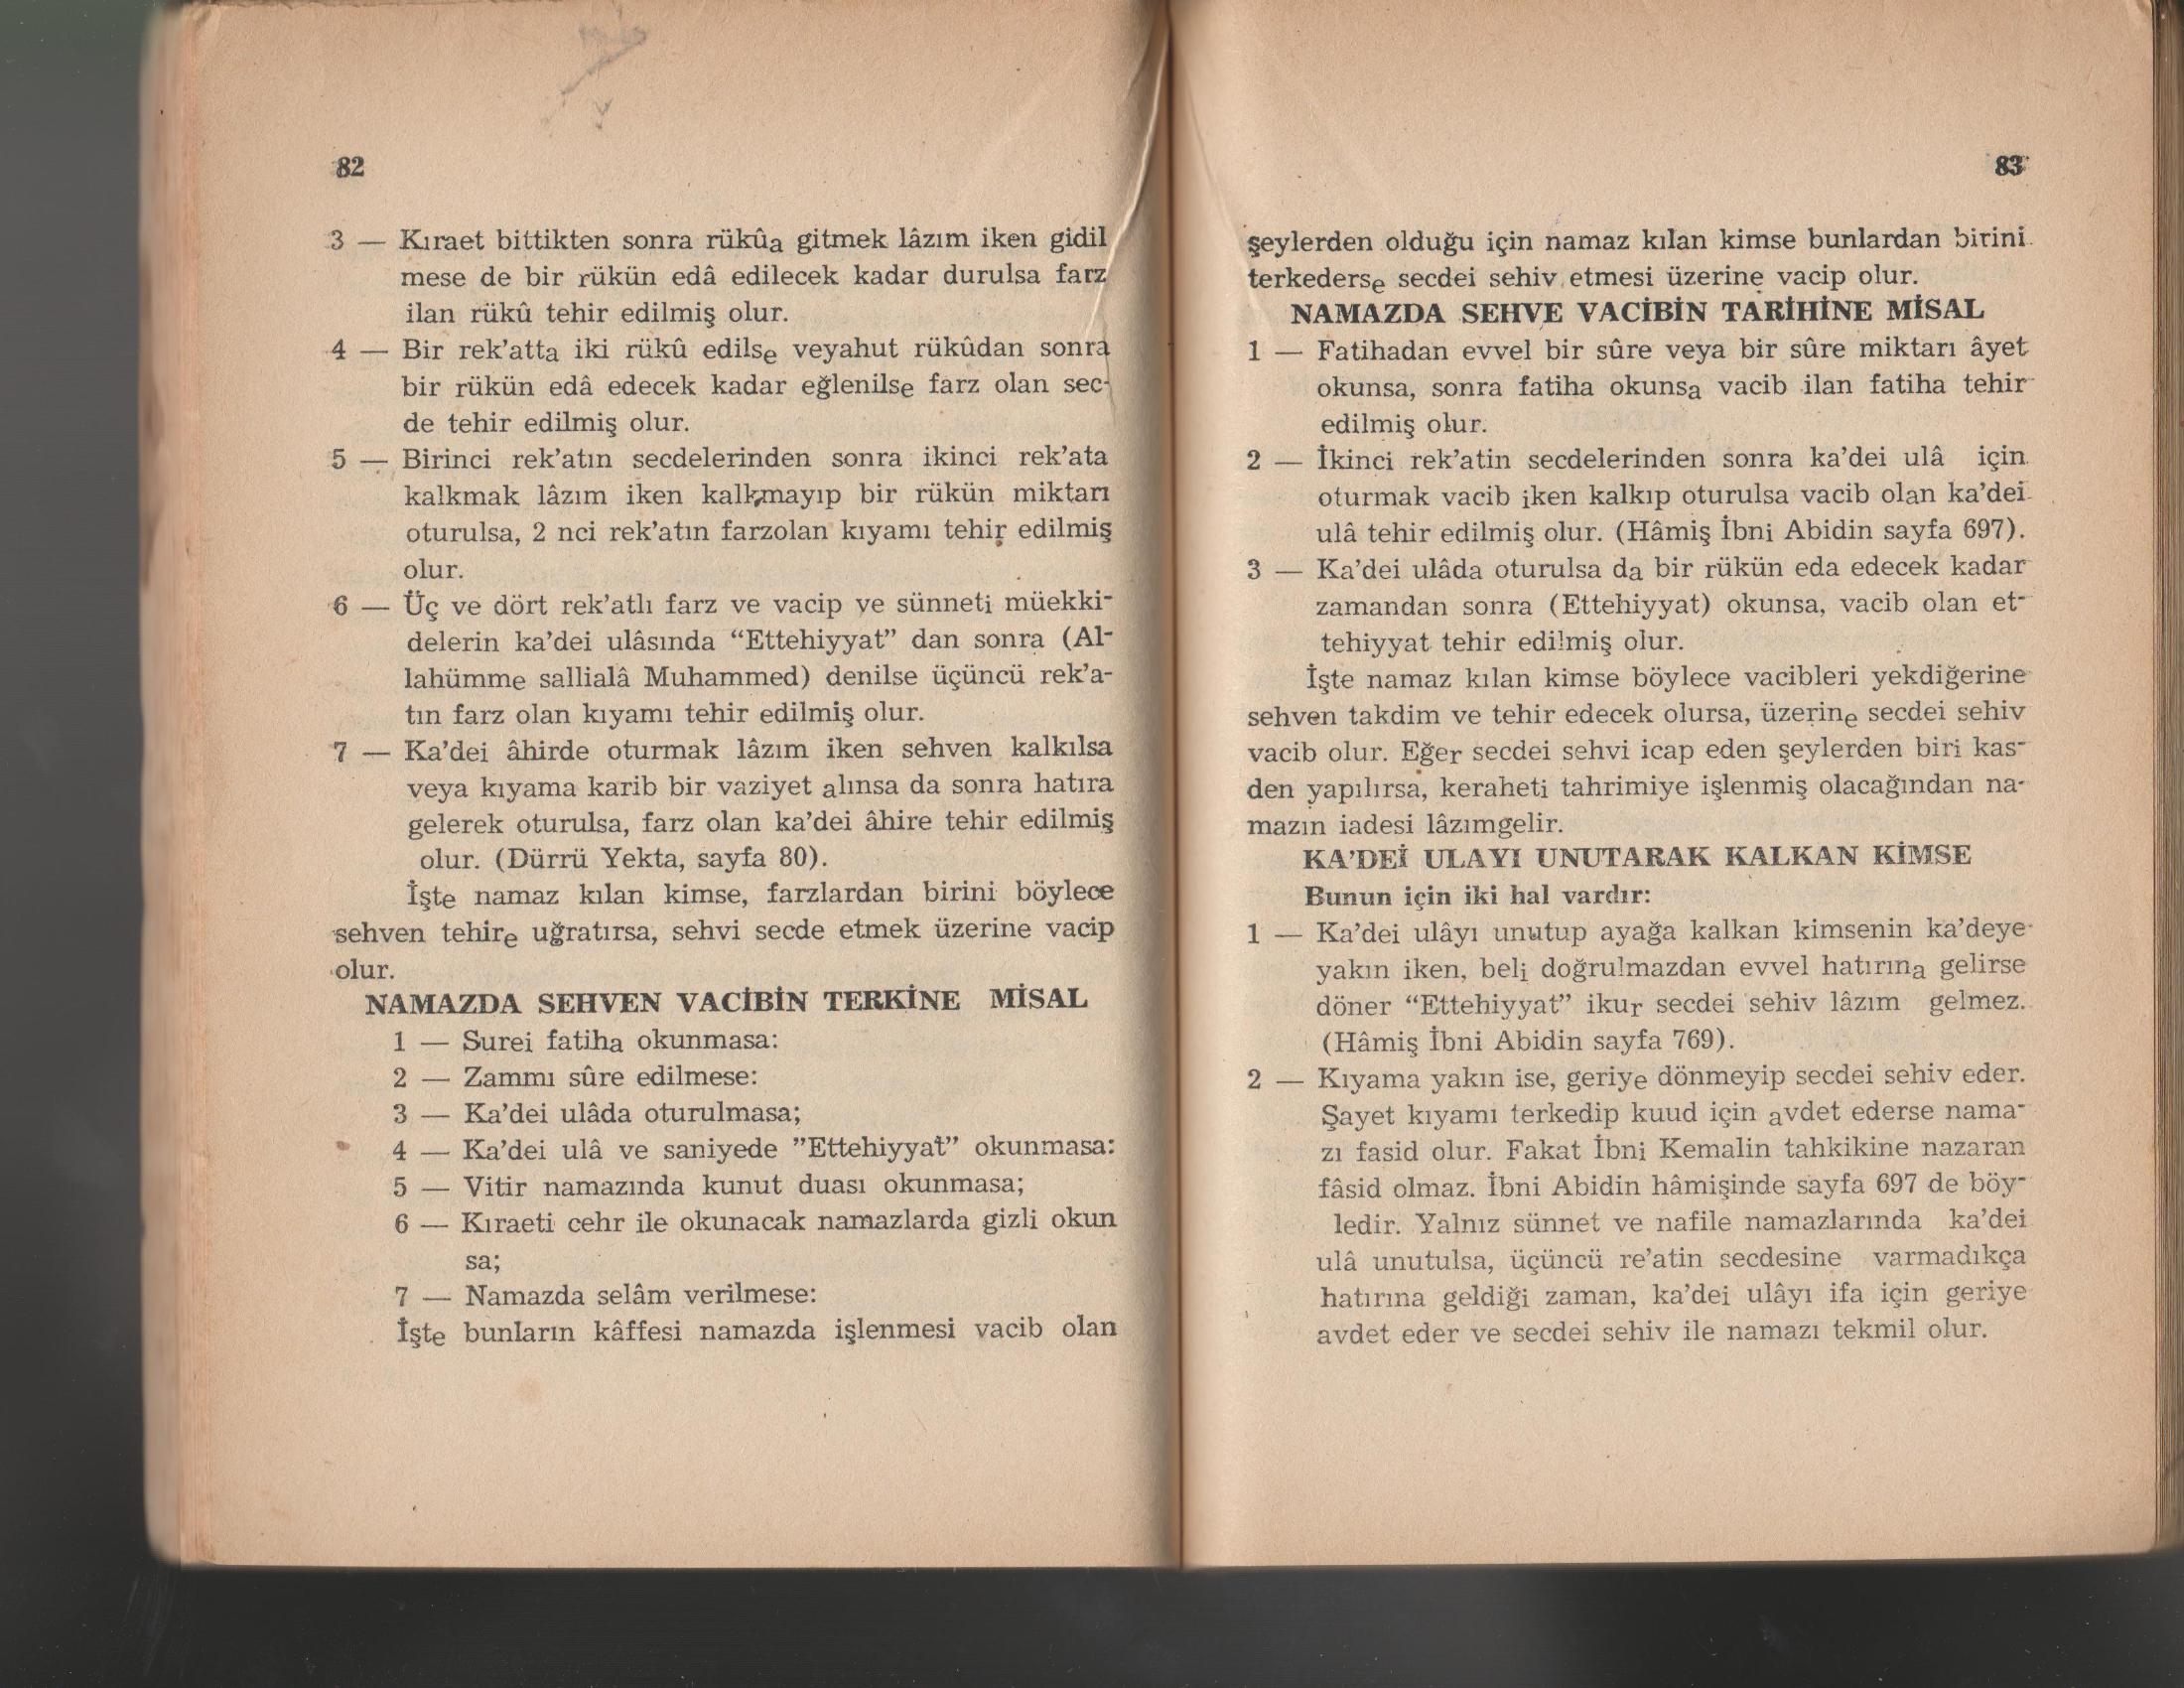 82
3 — Kıraet bittikten sonra rükûa gitmek lâzım iken gidil
mese de bir rükün edâ edilecek kadar durulsa farz
ilan rükû tehir edilmiş olur.
4 — Bir rek'atta iki rükû edilse veyahut rükûdan sonra
bir rükün edâ edecek kadar eğlenilse farz olan sec-
de tehir edilmiş olur.
5 — Birinci rek'atın secdelerinden sonra ikinci rek'ata
kalkmak lâzım iken kalkmayıp bir rükün miktarı
oturulsa, 2 nci rek'atın farzolan kıyamı tehir edilmiş
olur.
6 — Üç ve dört rek'atlı farz ve vacip ve sünneti müekki-
delerin ka'dei ulâsında “Ettehiyyat” dan sonra (Al-
lahümme sallialâ Muhammed) denilse üçüncü rek'a-
tın farz olan kıyamı tehir edilmiş olur.
7 — Ka'dei âhirde oturmak lâzım iken sehven kalkılsa
veya kıyama karib bir vaziyet alınsa da sonra hatıra
gelerek oturulsa, farz olan ka'dei âhire tehir edilmiş
olur. (Dürrü Yekta, sayfa 80).
İşte namaz kılan kimse, farzlardan birini böylece
sehven tehire uğratırsa, sehvi secde etmek üzerine vacip
olur.
NAMAZDA SEHVEN VACİBİN TERKİNE MİSAL
1 — Surei fatiha okunmasa:
2 — Zammı sûre edilmese:
3 — Ka'dei ulâda oturulmasa;
4 — Ka'dei ulâ ve saniyede ”Ettehiyyat” okunmasa:
5 — Vitir namazında kunut duası okunmasa;
6 — Kıraeti cehr ile okunacak namazlarda gizli okun
sa;
7 — Namazda selâm verilmese:
İşte bunların kâffesi namazda işlenmesi vacib olan
83
şeylerden olduğu için namaz kılan kimse bunlardan birini
terkederse secdei sehiv etmesi üzerine vacip olur.
NAMAZDA SEHVE VACİBİN TARİHİNE MİSAL
1 — Fatihadan evvel bir sûre veya bir sûre miktarı âyet
okunsa, sonra fatiha okunsa vacib ilan fatiha tehir
edilmiş olur.
2 — İkinci rek'atin secdelerinden sonra ka'dei ulâ için
oturmak vacib iken kalkıp oturulsa vacib olan ka'dei
ulâ tehir edilmiş olur. (Hâmiş İbni Abidin sayfa 697).
3 — Ka'dei ulâda oturulsa da bir rükün eda edecek kadar
zamandan sonra (Ettehiyyat) okunsa, vacib olan et-
tehiyyat tehir edilmiş olur.
İşte namaz kılan kimse böylece vacibleri yekdiğerine
sehven takdim ve tehir edecek olursa, üzerine secdei sehiv
vacib olur. Eğer secdei sehvi icap eden şeylerden biri kas-
den yapılırsa, keraheti tahrimiye işlenmiş olacağından na-
mazın iadesi lâzımgelir.
KA'DEİ ULAYI UNUTARAK KALKAN KİMSE
Bunun için iki hal vardır:
1 — Ka'dei ulâyı unutup ayağa kalkan kimsenin ka'deye
yakın iken, beli doğrulmazdan evvel hatırına gelirse
döner “Ettehiyyat” ikur secdei sehiv lâzım gelmez.
(Hâmiş İbni Abidin sayfa 769).
2 — Kıyama yakın ise, geriye dönmeyip secdei sehiv eder.
Şayet kıyamı terkedip kuud için avdet ederse nama-
zı fasid olur. Fakat İbni Kemalin tahkikine nazaran
fâsid olmaz. İbni Abidin hâmişinde sayfa 697 de böy-
ledir. Yalnız sünnet ve nafile namazlarında ka'dei
ulâ unutulsa, üçüncü re'atin secdesine varmadıkça
hatırına geldiği zaman, ka'dei ulâyı ifa için geriye
avdet eder ve secdei sehiv ile namazı tekmil olur.